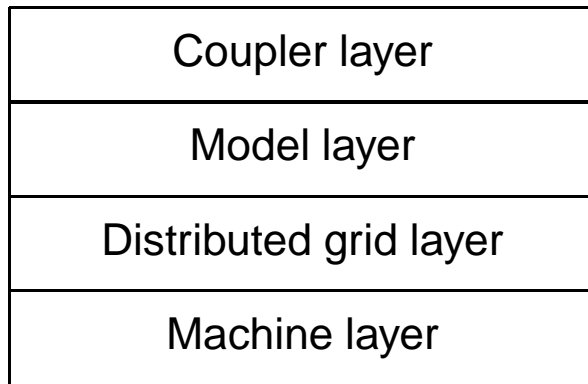 Coupler layer
Model layer
Distributed grid layer
Machine layer